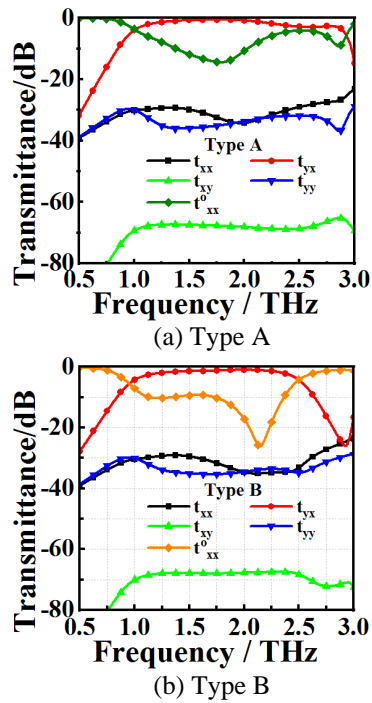 Transmittance/dB
0
-20
-40
-60
-80
Type A
t_xx t_yx
t_xy t_yy
t^o_xx
0.5 1.0 1.5 2.0 2.5 3.0
Frequency / THz
(a) Type A
Transmittance/dB
0
-20
-40
-60
-80
Type B
t_xx t_yx
t_xy t_yy
t^o_xx
0.5 1.0 1.5 2.0 2.5 3.0
Frequency / THz
(b) Type B